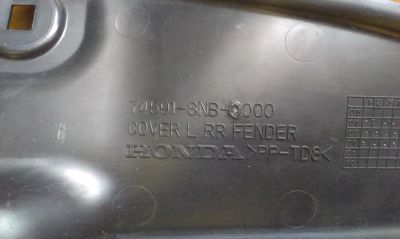 74591-SNB-0000
COVER L.RR FENDER
HONDA >PP-TD8<